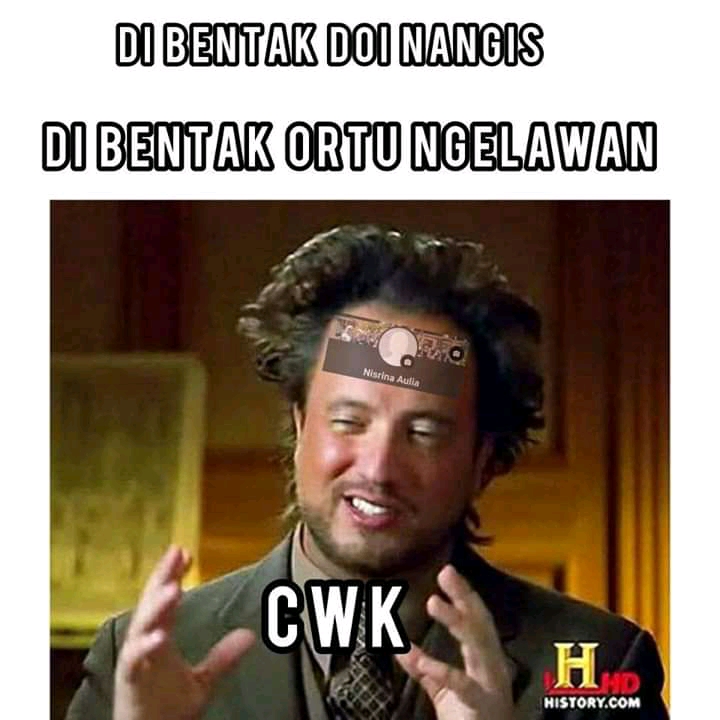 DI BENTAK DOI NANGIS
DI BENTAK ORTU NGELAWAN
Nisrina Aulia
CWK
H HD
HISTORY.COM